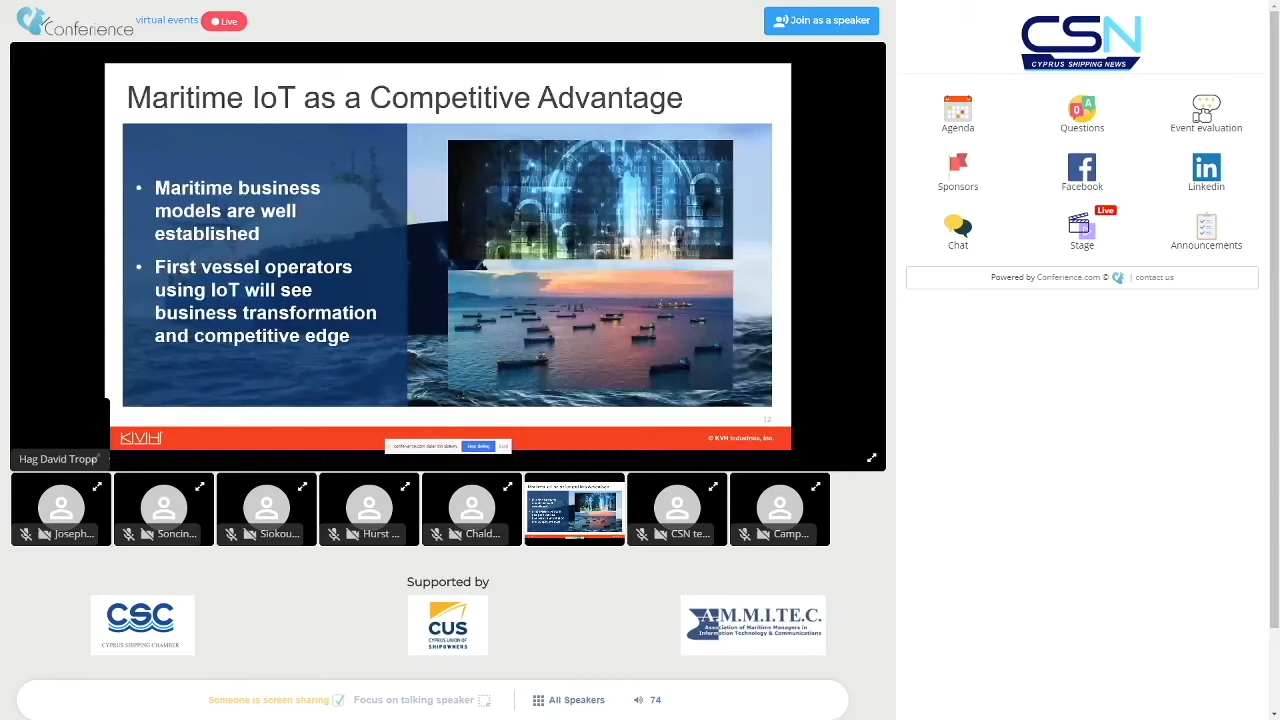 Conference
virtual events
Live
Join as a speaker
CSN
CYPRUS SHIPPING NEWS
Maritime IoT as a Competitive Advantage
• Maritime business
models are well
established
• First vessel operators
using IoT will see
business transformation
and competitive edge
12
KVH
© KVH Industries, Inc.
Stop sharing
Hide
Hag David Tropp
Joseph...
Soncin...
Siokou...
Hurst ...
Chald...
CSN te...
Camp...
Agenda
Questions
Event evaluation
Sponsors
Facebook
Linkedin
Chat
Live
Stage
Announcements
Powered by Conference.com © | contact us
Supported by
CSC
CYPRUS SHIPPING CHAMBER
CUS
CYPRUS UNION OF
SHIPOWNERS
A.M.M.I.TE.C.
Association of Maritime Managers in
Information Technology & Communications
Someone is screen sharing
Focus on talking speaker
All Speakers
74